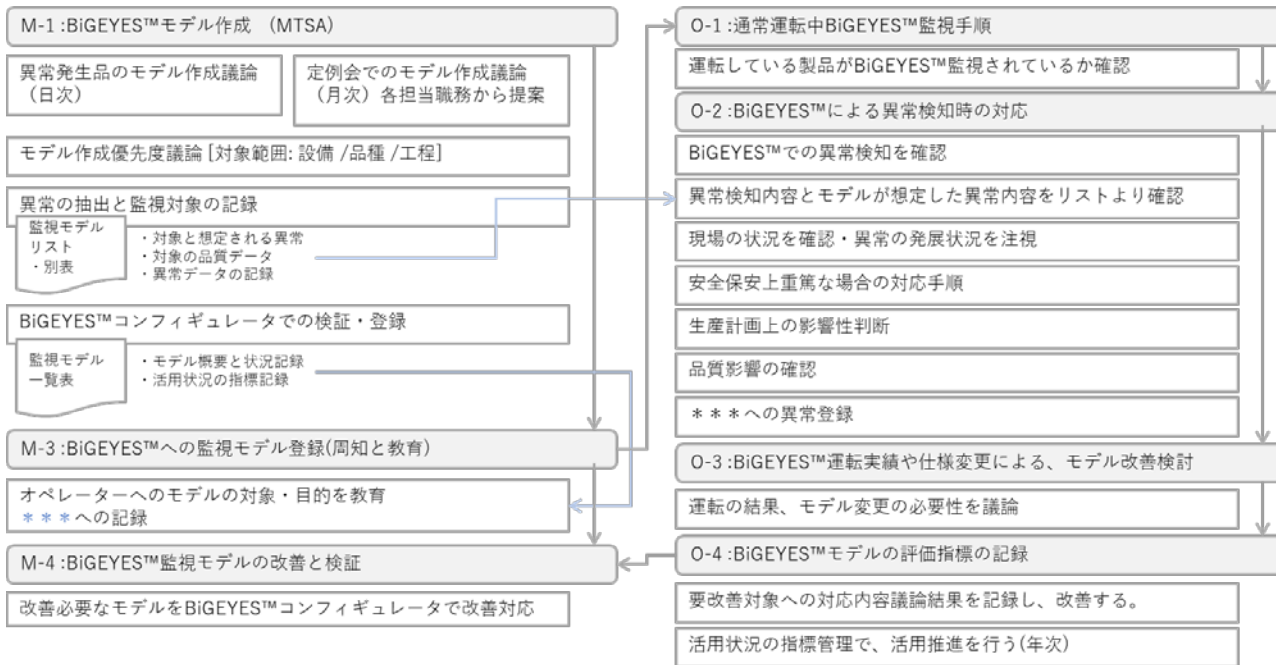 M-1:BiGEYES™モデル作成 （MTSA)
異常発生品のモデル作成議論
（日次）
定例会でのモデル作成議論
（月次）各担当職務から提案
モデル作成優先度議論 [対象範囲: 設備 /品種 /工程]
異常の抽出と監視対象の記録
監視モデル
リスト
・別表
・対象と想定される異常
・対象の品質データ
・異常データの記録
BiGEYES™コンフィギュレータでの検証・登録
監視モデル
一覧表
・モデル概要と状況記録
・活用状況の指標記録
M-3:BiGEYES™への監視モデル登録(周知と教育)
オペレーターへのモデルの対象・目的を教育
＊＊＊への記録
M-4:BiGEYES™監視モデルの改善と検証
改善必要なモデルをBiGEYES™コンフィギュレータで改善対応
O-1:通常運転中BiGEYES™監視手順
運転している製品がBiGEYES™監視されているか確認
O-2:BiGEYES™による異常検知時の対応
BiGEYES™での異常検知を確認
異常検知内容とモデルが想定した異常内容をリストより確認
現場の状況を確認・異常の発展状況を注視
安全保安上重篤な場合の対応手順
生産計画上の影響性判断
品質影響の確認
＊＊＊への異常登録
O-3:BiGEYES™運転実績や仕様変更による、モデル改善検討
運転の結果、モデル変更の必要性を議論
O-4:BiGEYES™モデルの評価指標の記録
要改善対象への対応内容議論結果を記録し、改善する。
活用状況の指標管理で、活用推進を行う(年次)